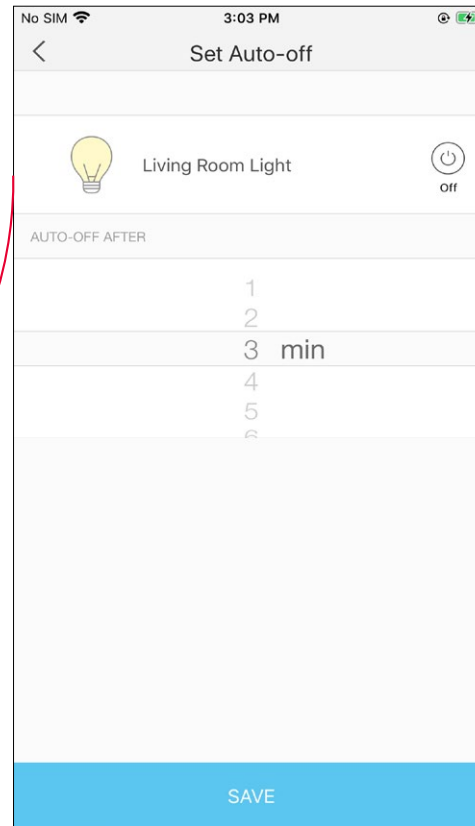 No SIM 3:03 PM
Set Auto-off
Living Room Light
Off
AUTO-OFF AFTER
1
2
3 min
4
5
6
SAVE